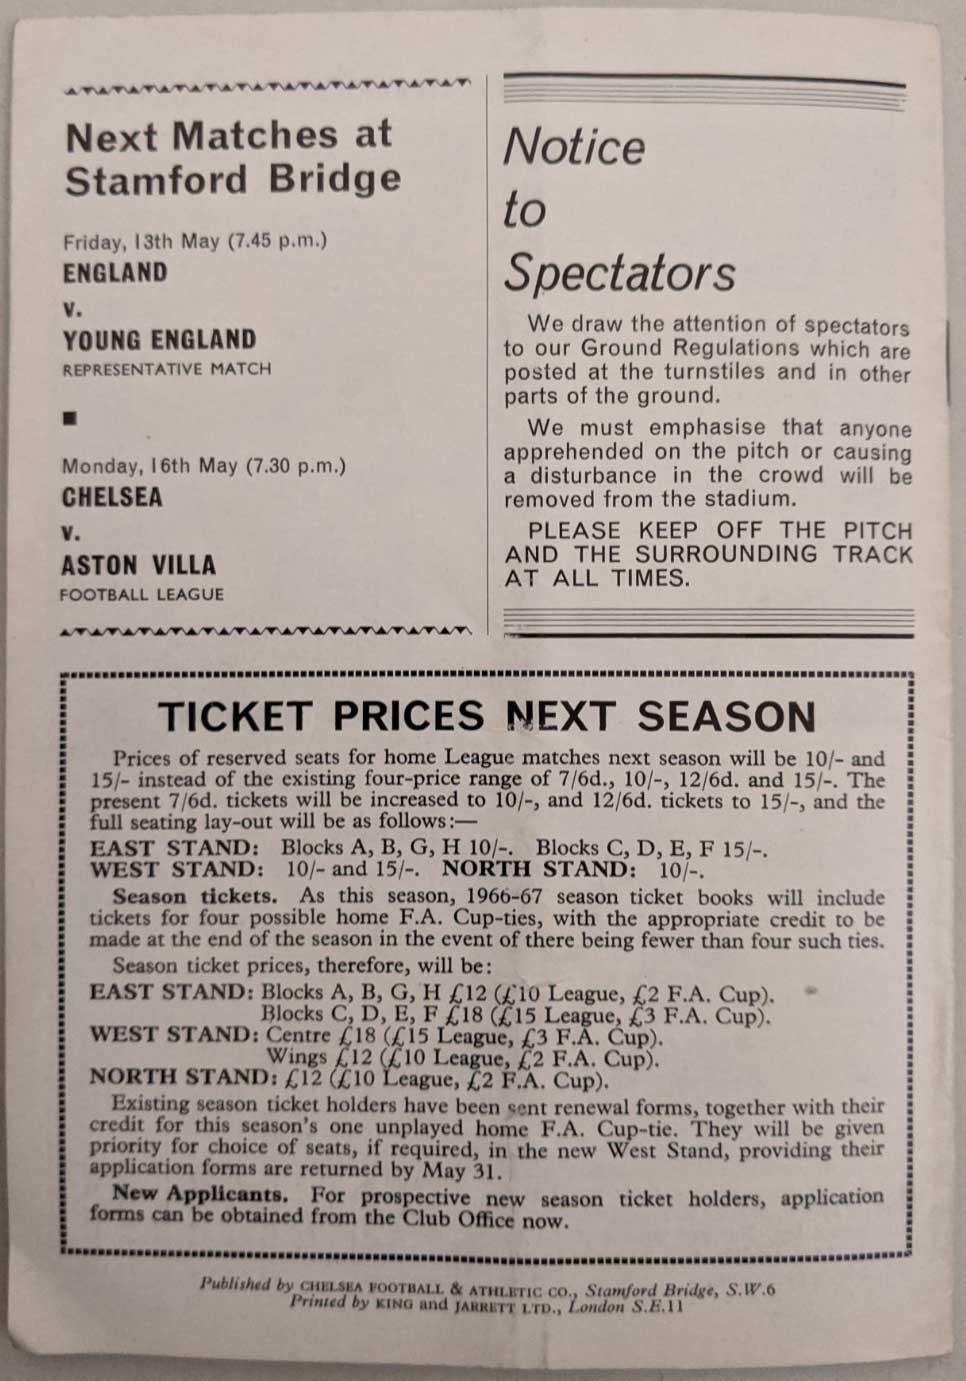 Next Matches at
Stamford Bridge
Friday, 13th May (7.45 p.m.)
ENGLAND
v.
YOUNG ENGLAND
REPRESENTATIVE MATCH
Monday, 16th May (7.30 p.m.)
CHELSEA
v.
ASTON VILLA
FOOTBALL LEAGUE
Notice
to
Spectators
We draw the attention of spectators
to our Ground Regulations which are
posted at the turnstiles and in other
parts of the ground.
We must emphasise that anyone
apprehended on the pitch or causing
a disturbance in the crowd will be
removed from the stadium.
PLEASE KEEP OFF THE PITCH
AND THE SURROUNDING TRACK
AT ALL TIMES.
TICKET PRICES NEXT SEASON
Prices of reserved seats for home League matches next season will be 10/- and
15/- instead of the existing four-price range of 7/6d., 10/-, 12/6d. and 15/-. The
present 7/6d. tickets will be increased to 10/-, and 12/6d. tickets to 15/-, and the
full seating lay-out will be as follows:—
EAST STAND: Blocks A, B, G, H 10/-. Blocks C, D, E, F 15/-.
WEST STAND: 10/- and 15/-. NORTH STAND: 10/-.
Season tickets. As this season, 1966-67 season ticket books will include
tickets for four possible home F.A. Cup-ties, with the appropriate credit to be
made at the end of the season in the event of there being fewer than four such ties.
Season ticket prices, therefore, will be:
EAST STAND: Blocks A, B, G, H £12 (£10 League, £2 F.A. Cup).
Blocks C, D, E, F £18 (£15 League, £3 F.A. Cup).
WEST STAND: Centre £18 (£15 League, £3 F.A. Cup).
Wings £12 (£10 League, £2 F.A. Cup).
NORTH STAND: £12 (£10 League, £2 F.A. Cup).
Existing season ticket holders have been sent renewal forms, together with their
credit for this season's one unplayed home F.A. Cup-tie. They will be given
priority for choice of seats, if required, in the new West Stand, providing their
application forms are returned by May 31.
New Applicants. For prospective new season ticket holders, application
forms can be obtained from the Club Office now.
Published by CHELSEA FOOTBALL & ATHLETIC CO., Stamford Bridge, S.W.6
Printed by KING and JARRETT LTD., London S.E.11